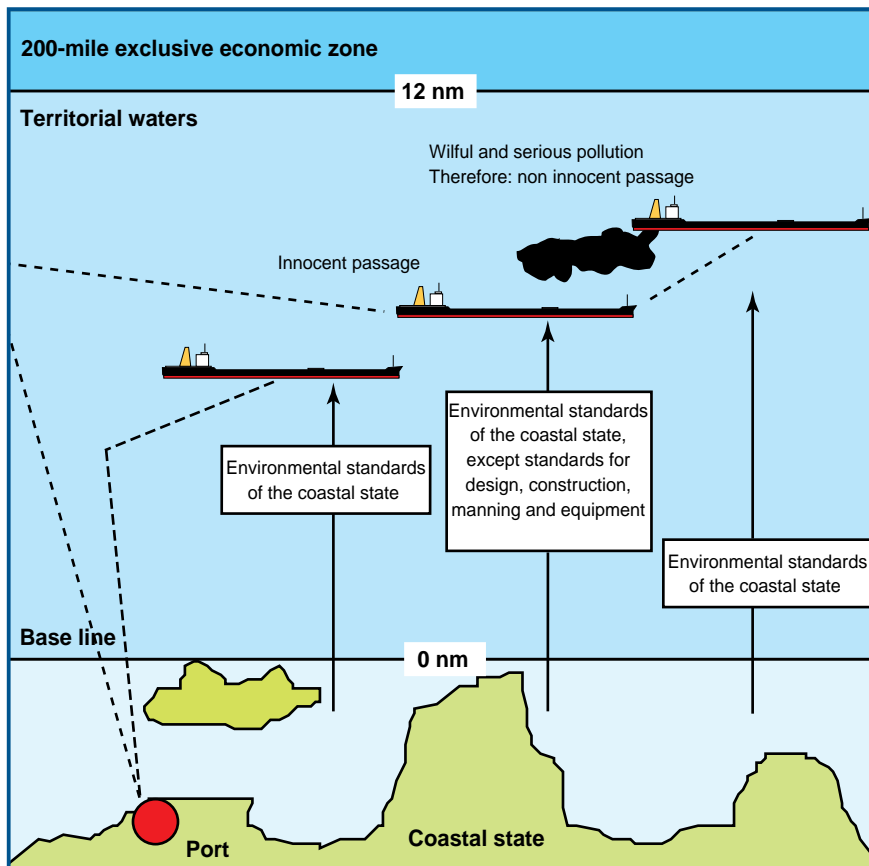 200-mile exclusive economic zone
12 nm
Territorial waters
Wilful and serious pollution
Therefore: non innocent passage
Innocent passage
Environmental standards
of the coastal state,
except standards for
design, construction,
manning and equipment
Environmental standards
of the coastal state
Environmental standards
of the coastal state
Base line
0 nm
Port
Coastal state